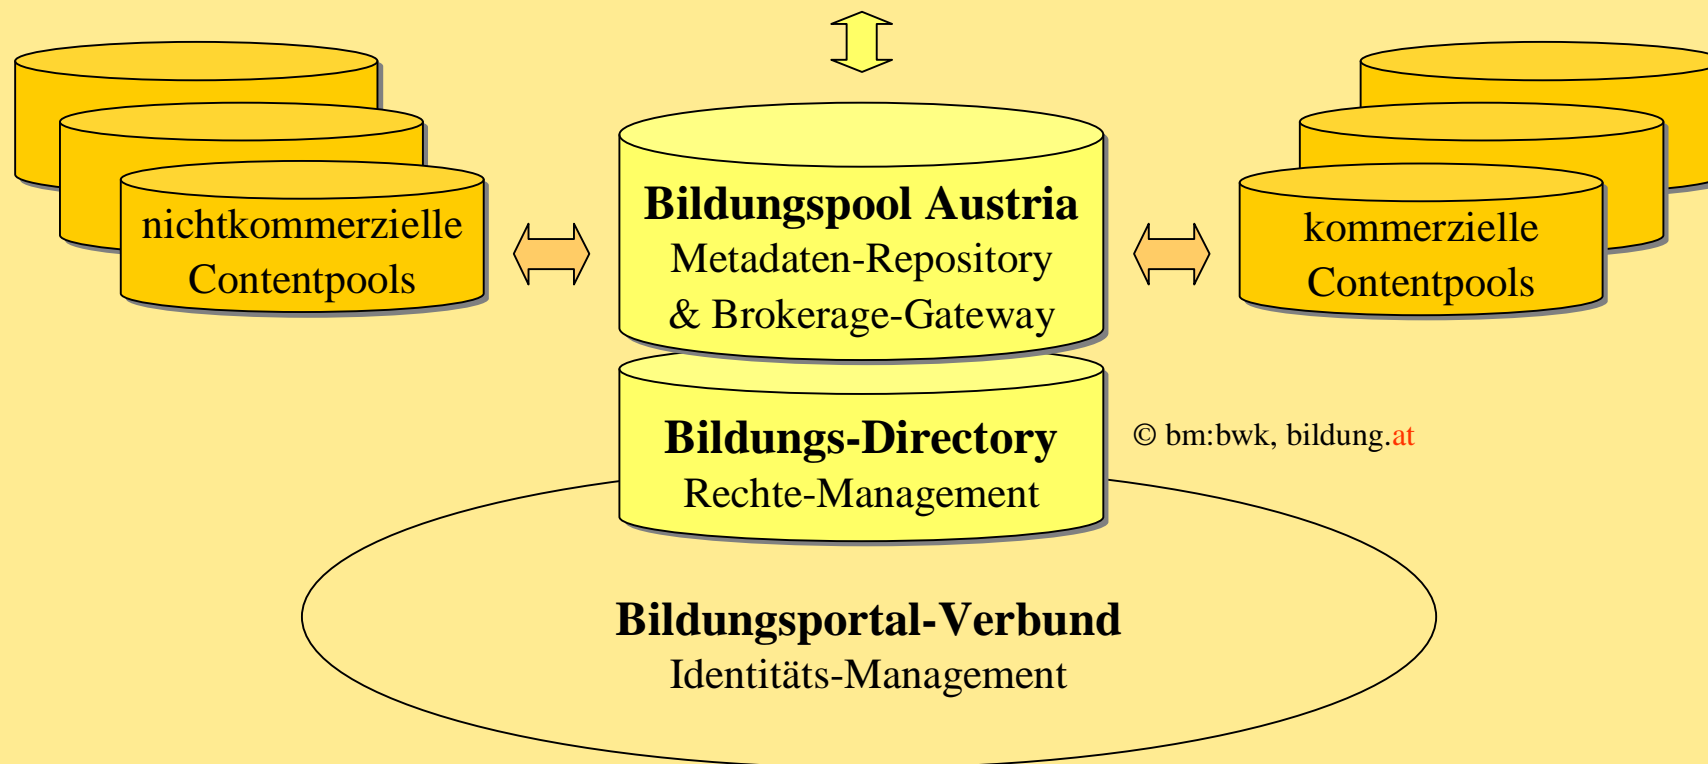 nichtkommerzielle
Contentpools
Bildungspool Austria
Metadaten-Repository
& Brokerage-Gateway
kommerzielle
Contentpools
Bildungs-Directory
Rechte-Management
© bm:bwk, bildung.at
Bildungsportal-Verbund
Identitäts-Management